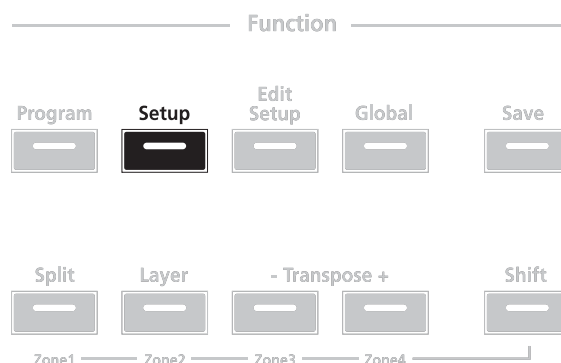 Function
Program Setup Edit Setup Global Save
Split Layer - Transpose + Shift
Zone1 Zone2 Zone3 Zone4